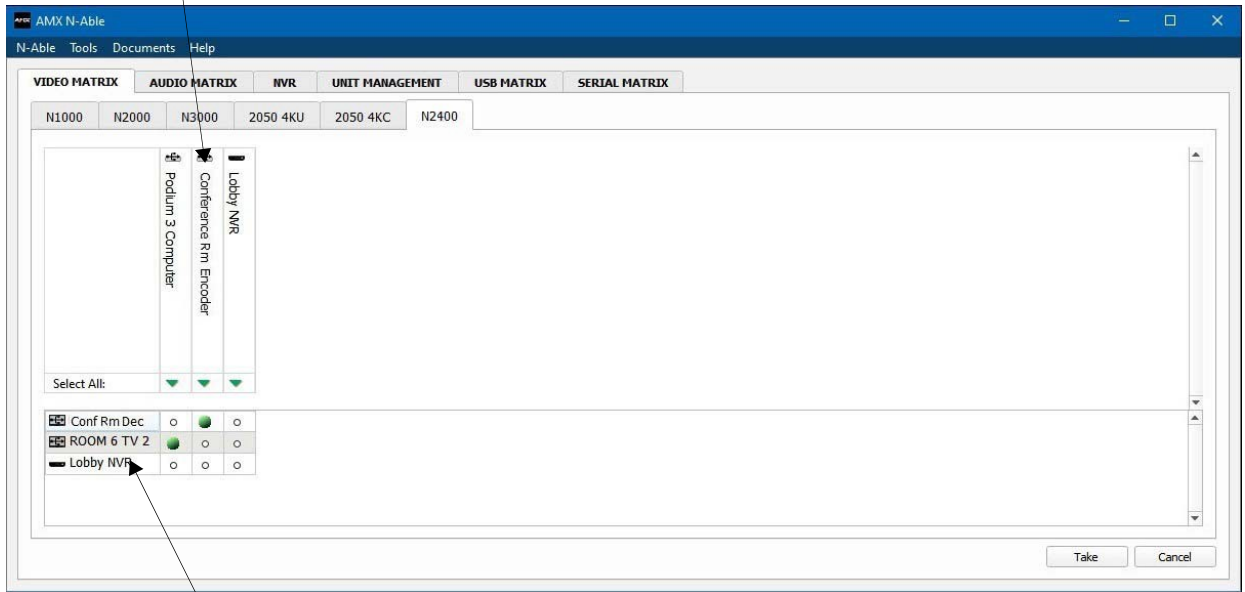 AMX AMX N-Able
N-Able Tools Documents Help
VIDEO MATRIX AUDIO MATRIX NVR UNIT MANAGEMENT USB MATRIX SERIAL MATRIX
N1000 N2000 N3000 2050 4KU 2050 4KC N2400
Podium 3 Computer
Conference Rm Encoder
Lobby NVR
Select All:
Conf Rm Dec
ROOM 6 TV 2
Lobby NVR
Take Cancel